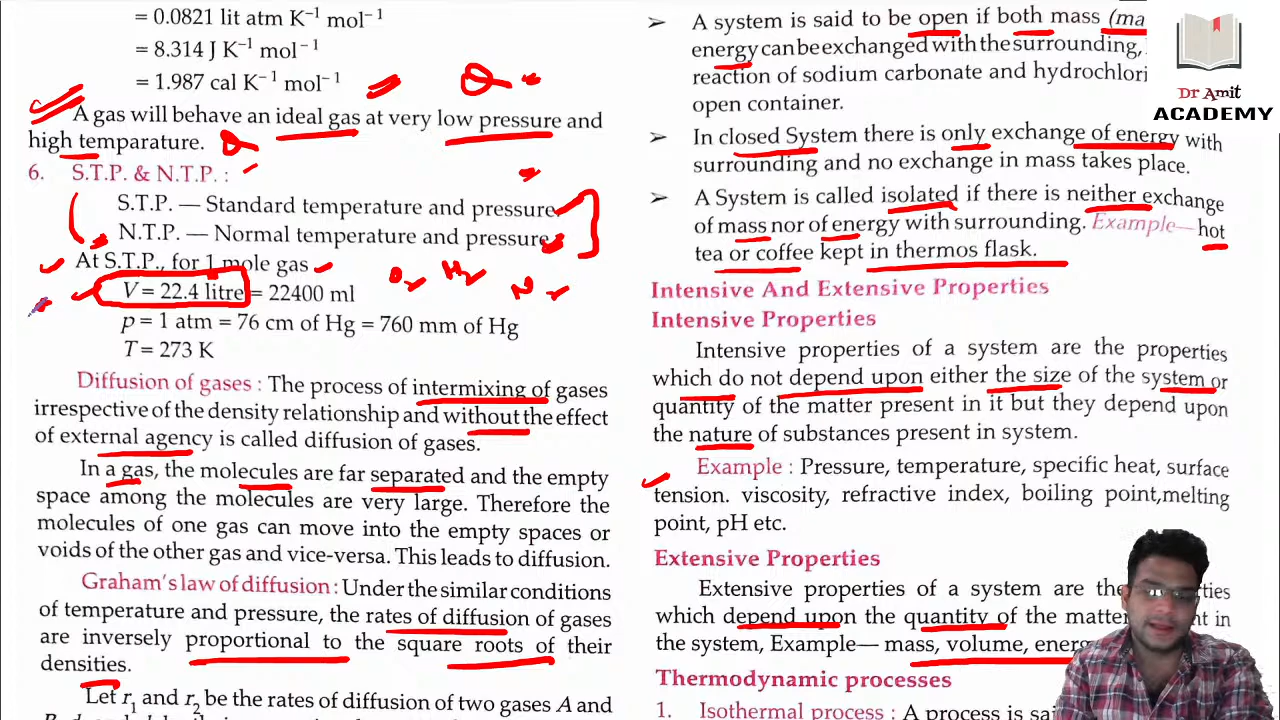 = 0.0821 lit atm K⁻¹ mol⁻¹
= 8.314 J K⁻¹ mol⁻¹
= 1.987 cal K⁻¹ mol⁻¹
A gas will behave an ideal gas at very low pressure and
high temparature.
6. S.T.P. & N.T.P. :
S.T.P. — Standard temperature and pressure
N.T.P. — Normal temperature and pressure
At S.T.P., for 1 mole gas
V = 22.4 litre = 22400 ml
p = 1 atm = 76 cm of Hg = 760 mm of Hg
T = 273 K
Diffusion of gases : The process of intermixing of gases
irrespective of the density relationship and without the effect
of external agency is called diffusion of gases.
In a gas, the molecules are far separated and the empty
space among the molecules are very large. Therefore the
molecules of one gas can move into the empty spaces or
voids of the other gas and vice-versa. This leads to diffusion.
Graham's law of diffusion : Under the similar conditions
of temperature and pressure, the rates of diffusion of gases
are inversely proportional to the square roots of their
densities.
Let r₁ and r₂ be the rates of diffusion of two gases A and
➢ A system is said to be open if both mass (ma
energy can be exchanged with the surrounding,
reaction of sodium carbonate and hydrochlori
open container.
➢ In closed System there is only exchange of energy with
surrounding and no exchange in mass takes place.
➢ A System is called isolated if there is neither exchange
of mass nor of energy with surrounding. Example— hot
tea or coffee kept in thermos flask.
Intensive And Extensive Properties
Intensive Properties
Intensive properties of a system are the properties
which do not depend upon either the size of the system or
quantity of the matter present in it but they depend upon
the nature of substances present in system.
Example : Pressure, temperature, specific heat, surface
tension. viscosity, refractive index, boiling point,melting
point, pH etc.
Extensive Properties
Extensive properties of a system are the
which depend upon the quantity of the matter in
the system, Example— mass, volume, energ
Thermodynamic processes
1. Isothermal process : A process is said
Dr Amit
ACADEMY